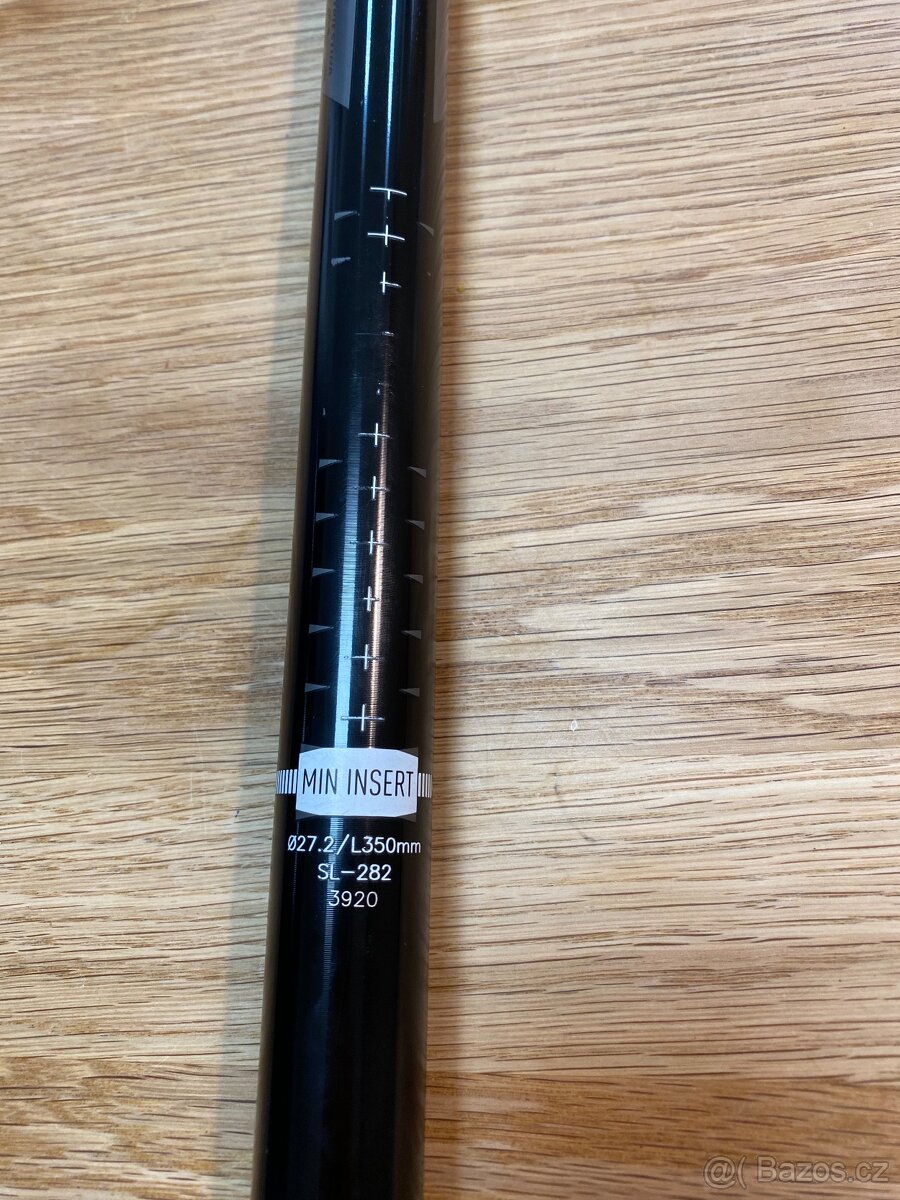 MIN INSERT
Ø27.2/L350mm
SL-282
3920
@( Bazos.cz